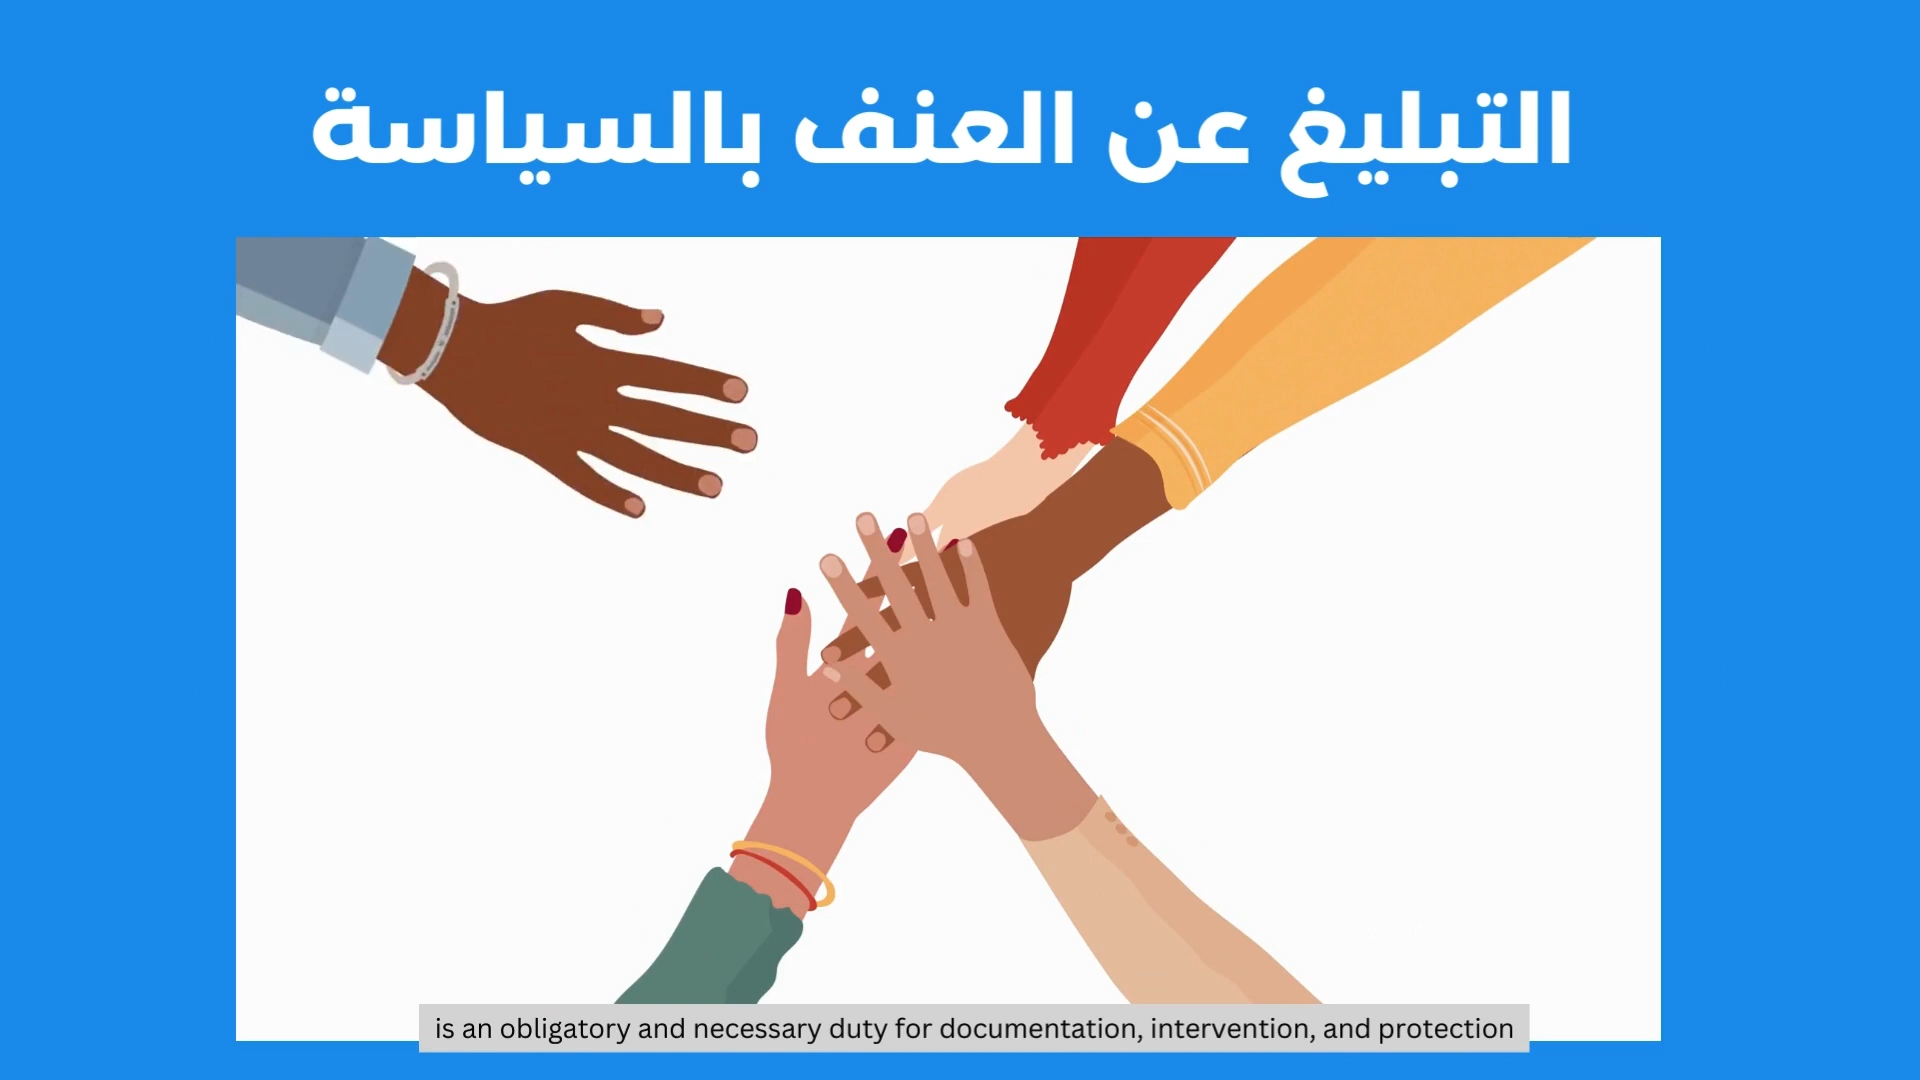 التبليغ عن العنف بالسياسة
is an obligatory and necessary duty for documentation, intervention, and protection